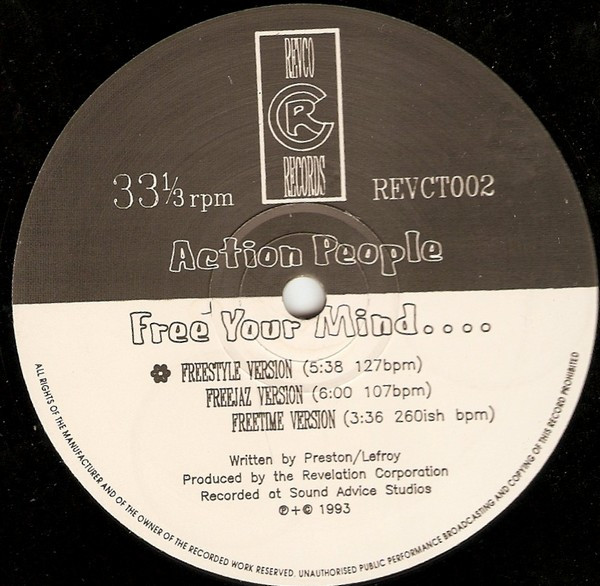 REVCO
CR
RECORDS
33⅓ rpm
REVCT002
Action People
Free Your Mind....
FREESTYLE VERSION (5:38 127bpm)
FREEJAZ VERSION (6:00 107bpm)
FREETIME VERSION (3:36 260ish bpm)
Written by Preston/Lefroy
Produced by the Revelation Corporation
Recorded at Sound Advice Studios
℗+© 1993
ALL RIGHTS OF THE MANUFACTURER AND OF THE OWNER OF THE RECORDED WORK RESERVED. UNAUTHORISED PUBLIC PERFORMANCE BROADCASTING AND COPYING OF THIS RECORD PROHIBITED